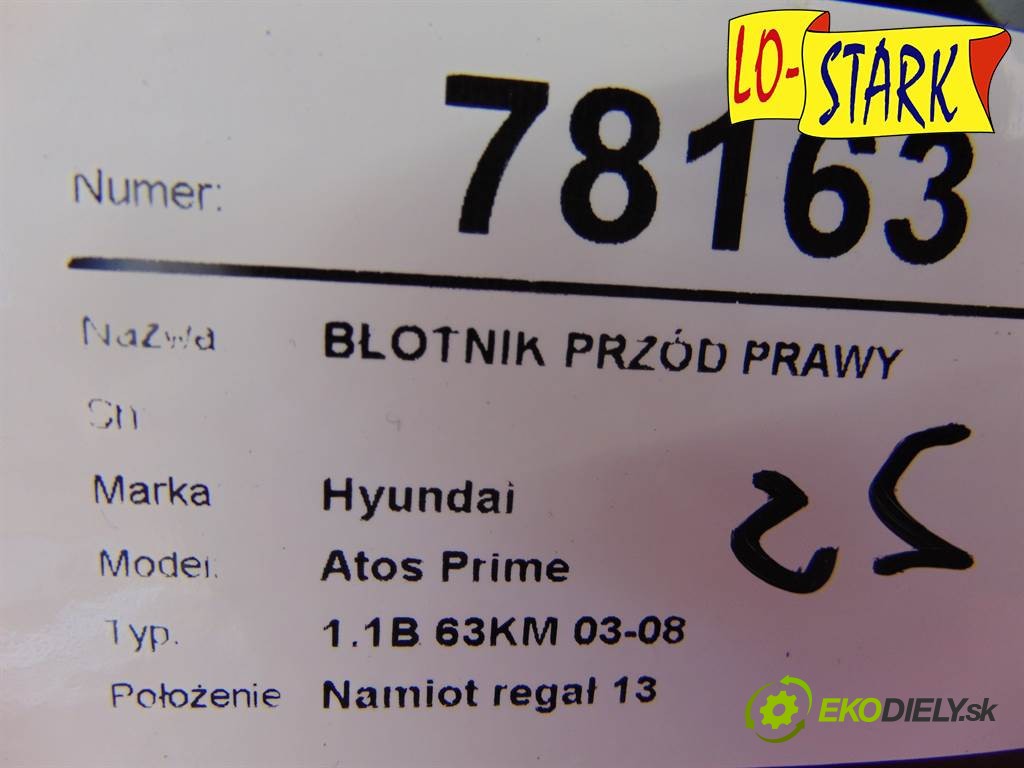 LO-STARK
Numer: 78163
Nazwa BŁOTNIK PRZÓD PRAWY
Sn
Marka Hyundai
Model: Atos Prime
Typ. 1.1B 63KM 03-08
Położenie Namiot regał 13
EKODIELY.sk